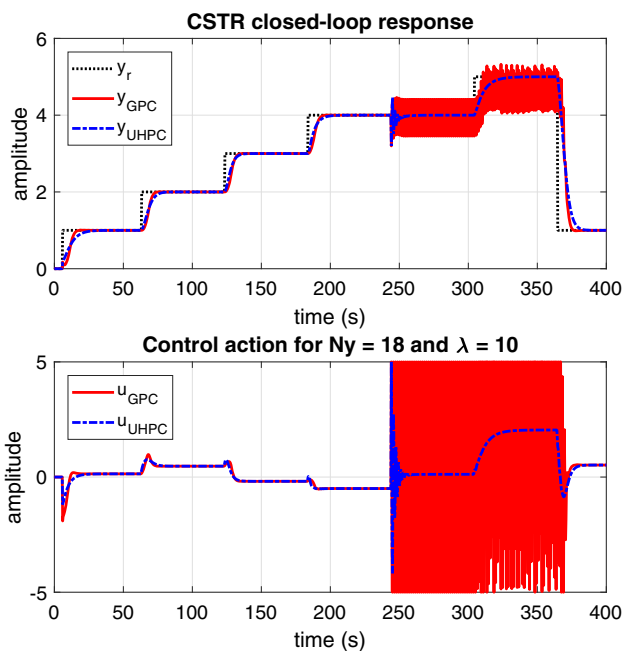 CSTR closed-loop response
6
4
2
0
amplitude
y_r
y_GPC
y_UHPC
0 50 100 150 200 250 300 350 400
time (s)
Control action for Ny = 18 and λ = 10
5
0
-5
amplitude
u_GPC
u_UHPC
0 50 100 150 200 250 300 350 400
time (s)